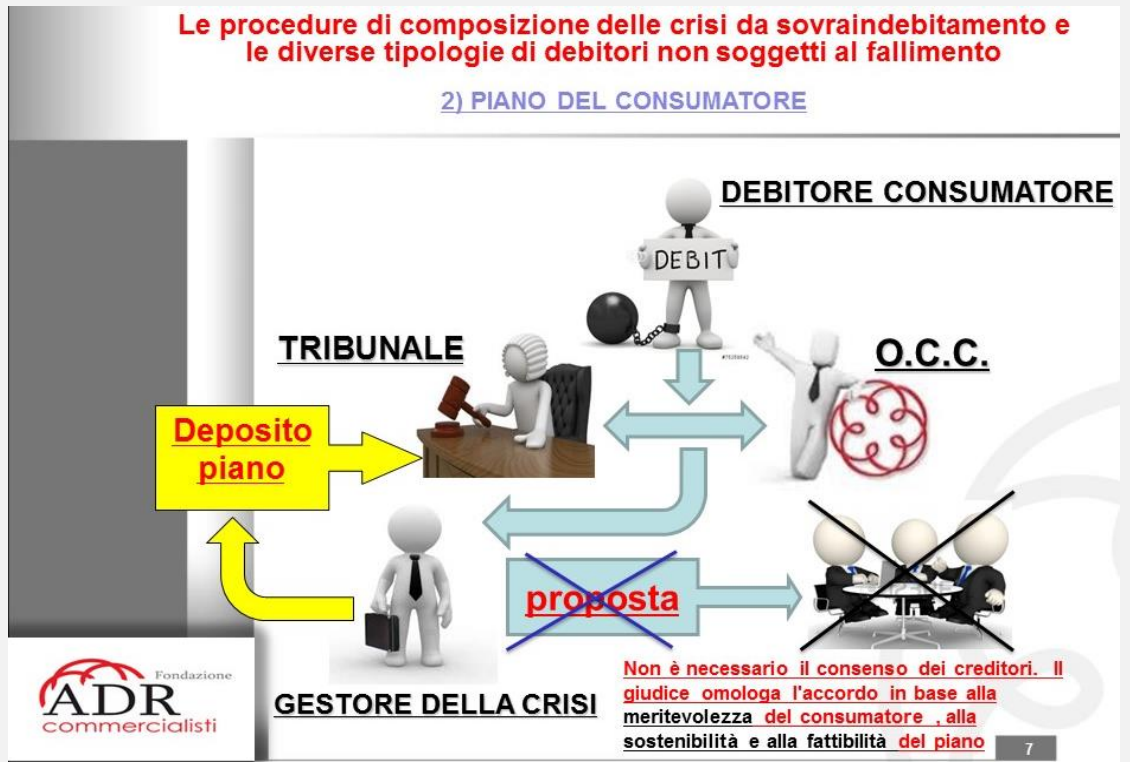 Le procedure di composizione delle crisi da sovraindebitamento e
le diverse tipologie di debitori non soggetti al fallimento
2) PIANO DEL CONSUMATORE
DEBITORE CONSUMATORE
DEBIT
TRIBUNALE
O.C.C.
Deposito
piano
proposta
GESTORE DELLA CRISI
Non è necessario il consenso dei creditori. Il
giudice omologa l'accordo in base alla
meritevolezza del consumatore , alla
sostenibilità e alla fattibilità del piano
Fondazione
ADR
commercialisti
7